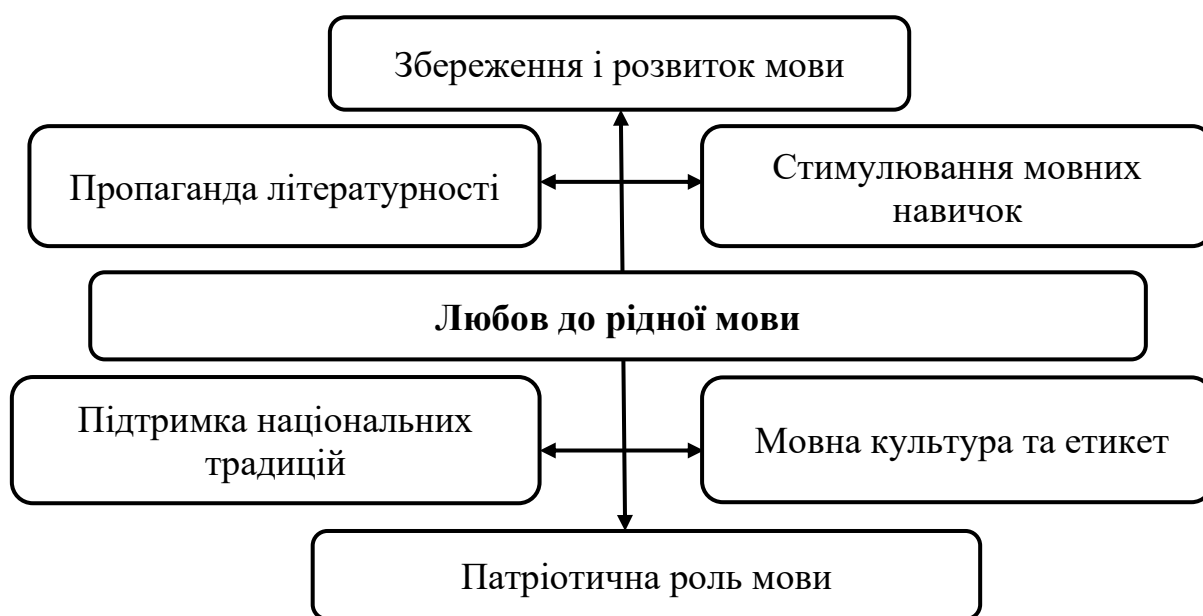 Збереження і розвиток мови
Пропаганда літературності
Стимулювання мовних
навичок
Любов до рідної мови
Підтримка національних
традицій
Мовна культура та етикет
Патріотична роль мови